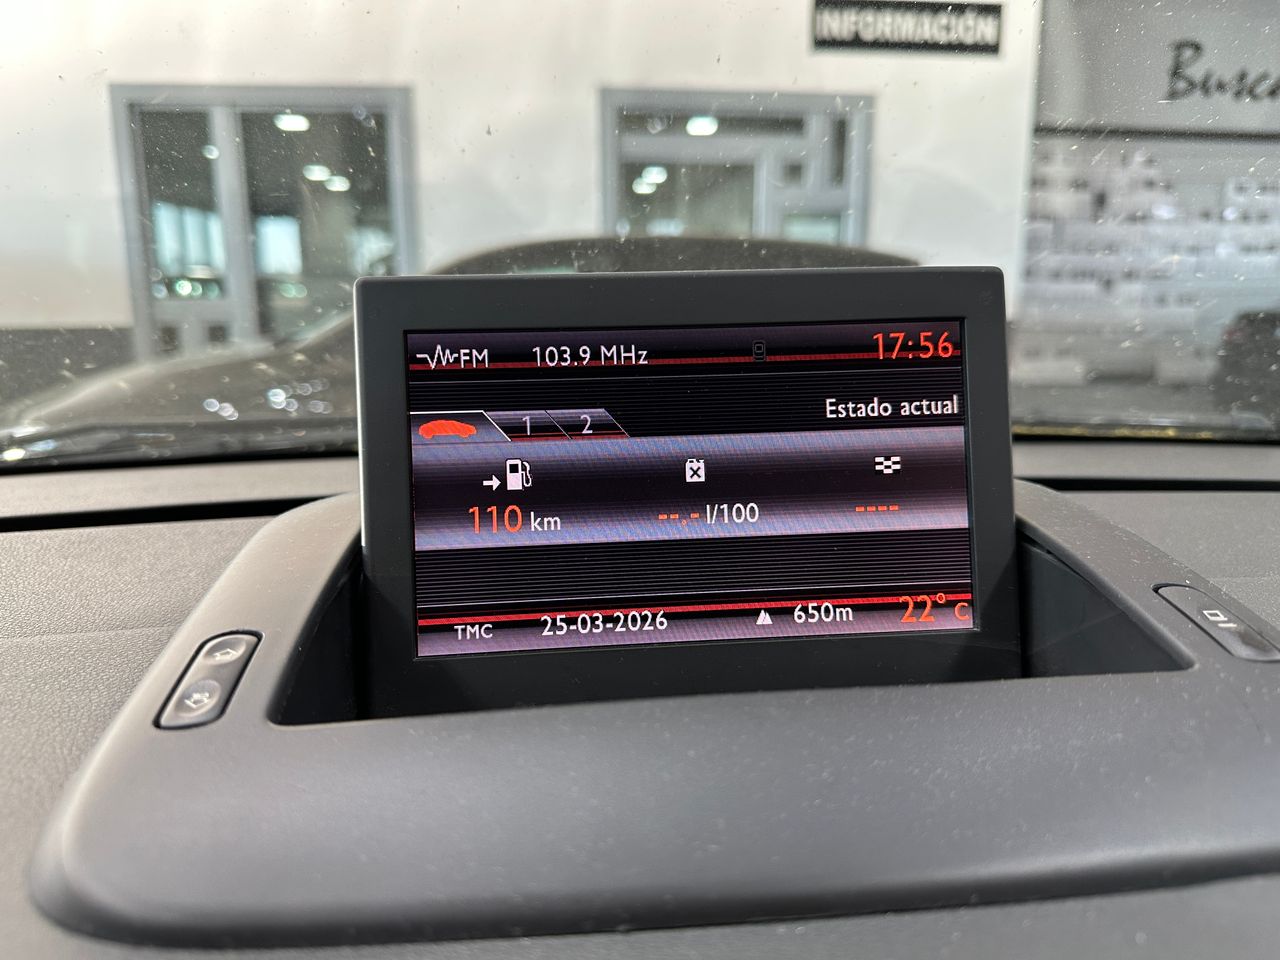 INFORMACIÓN
Busca
FM 103.9 MHz 17:56
Estado actual
1 2
110 km --.- l/100 ----
TMC 25-03-2026 650m 22° C